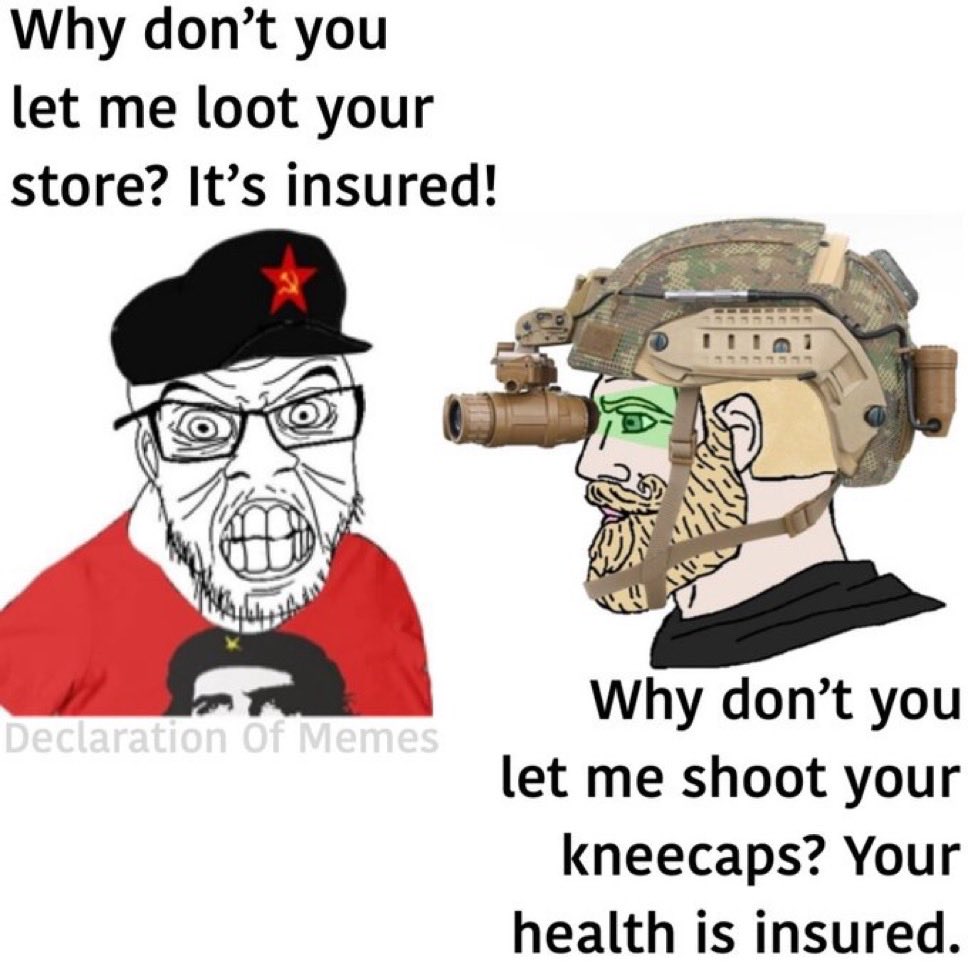 Why don’t you
let me loot your
store? It’s insured!
Declaration Of Memes
Why don’t you
let me shoot your
kneecaps? Your
health is insured.